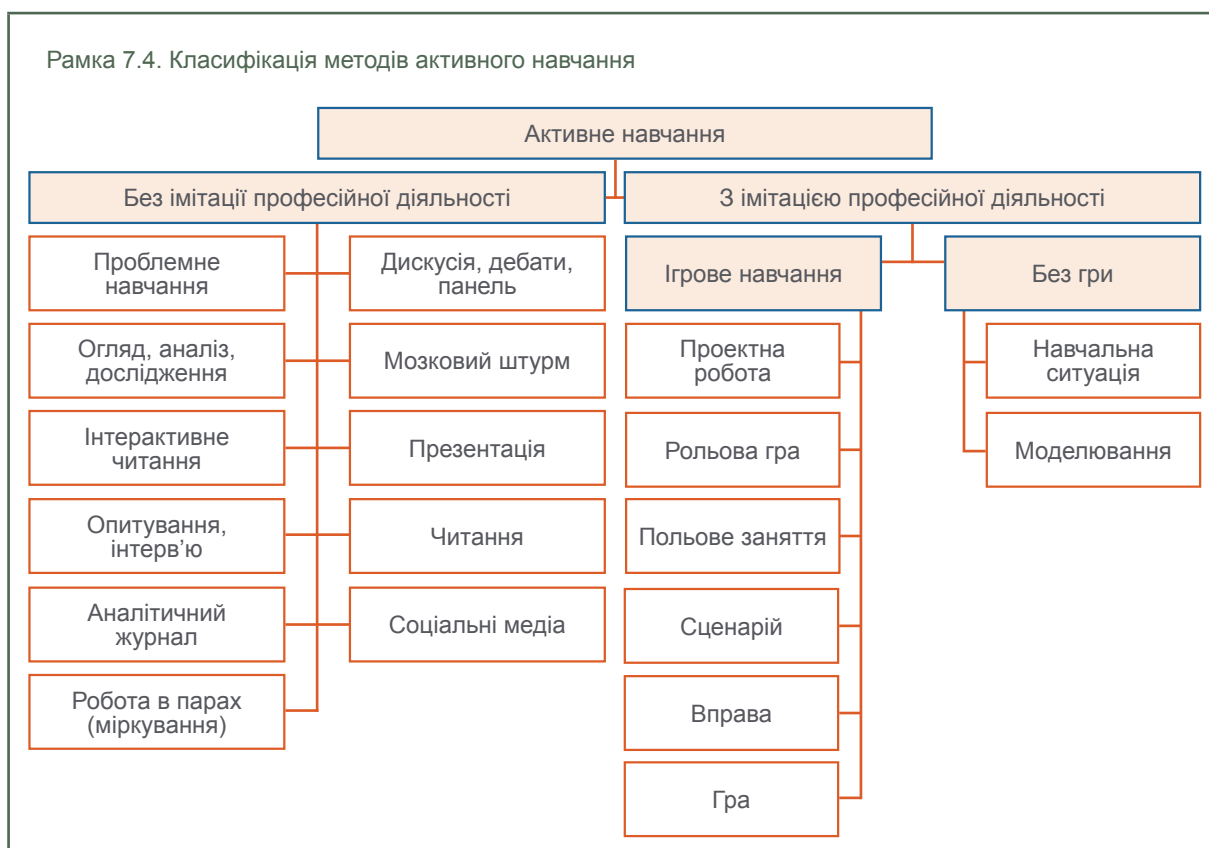 Рамка 7.4. Класифікація методів активного навчання
Активне навчання
Без імітації професійної діяльності
З імітацією професійної діяльності
Проблемне
навчання
Дискусія, дебати,
панель
Ігрове навчання
Без гри
Огляд, аналіз,
дослідження
Мозковий штурм
Проектна
робота
Навчальна
ситуація
Інтерактивне
читання
Презентація
Рольова гра
Моделювання
Опитування,
інтерв’ю
Читання
Польове заняття
Аналітичний
журнал
Соціальні медіа
Сценарій
Робота в парах
(міркування)
Вправа
Гра